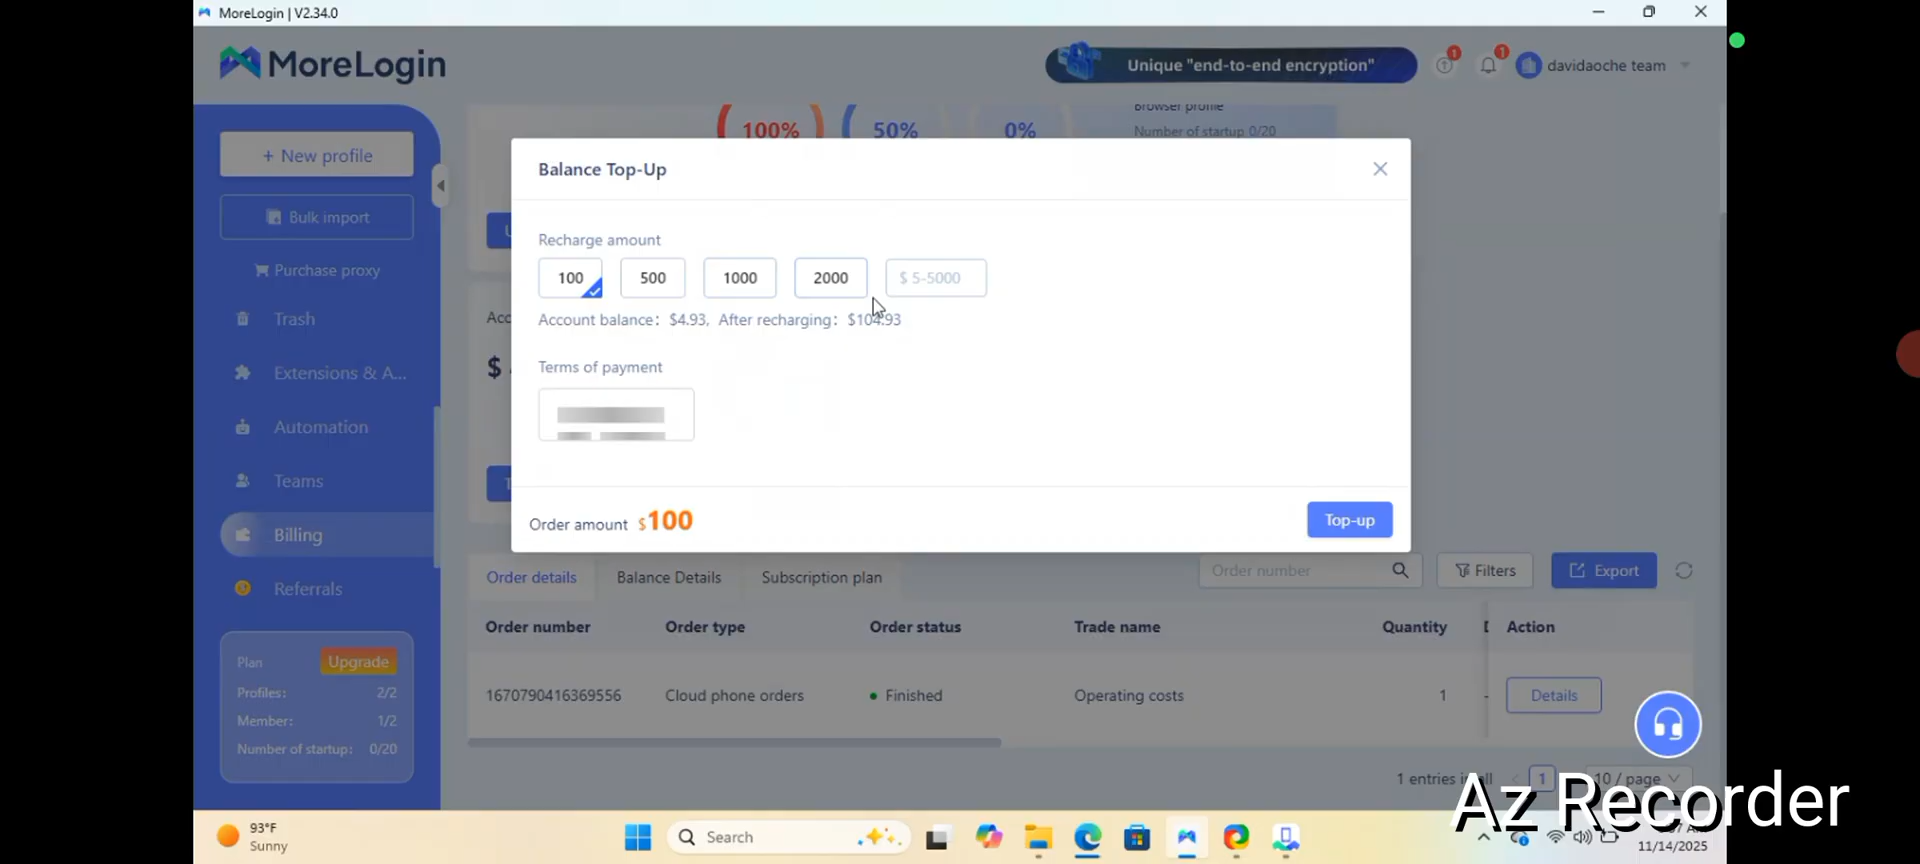 MoreLogin | V2.34.0
MoreLogin
Unique "end-to-end encryption"
1
1
davidaoche team
+ New profile
Bulk import
Purchase proxy
Trash
Extensions & A...
Automation
Teams
Billing
Referrals
Plan
Upgrade
Profiles: 2/2
Member: 1/2
Number of startup: 0/20
100%
50%
0%
Browser profile
Number of startup 0/20
Balance Top-Up
Recharge amount
100
500
1000
2000
$ 5-5000
Account balance: $4.93, After recharging: $104.93
Terms of payment
Order amount $100
Top-up
$
Order details
Balance Details
Subscription plan
Order number
Filters
Export
Order number Order type Order status Trade name Quantity Action
1670790416369556 Cloud phone orders Finished Operating costs 1 - Details
1 entries in all < 1
10 / page
Az Recorder
93°F
Sunny
Search
11/14/2025